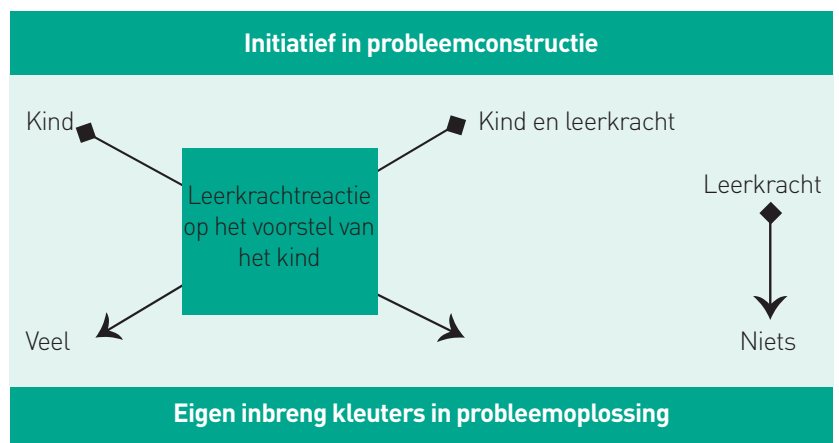 Initiatief in probleemconstructie
Kind
Kind en leerkracht
Leerkracht
Leerkrachtreactie
op het voorstel van
het kind
Veel
Niets
Eigen inbreng kleuters in probleemoplossing